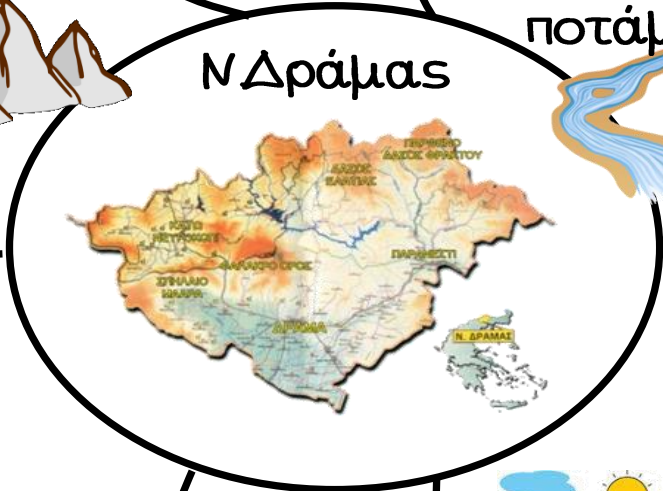 ποτάμ
Ν Δράμας
ΠΑΡΘΕΝΟ
ΔΑΣΟΣ ΦΡΑΚΤΟΥ
ΔΑΣΟΣ
ΕΛΑΤΙΑΣ
ΚΑΤΩ
ΝΕΥΡΟΚΟΠΙ
ΠΑΡΑΝΕΣΤΙ
ΦΑΛΑΚΡΟ ΟΡΟΣ
ΣΠΗΛΑΙΟ
ΜΑΑΡΑ
ΔΡΑΜΑ
Ν. ΔΡΑΜΑΣ